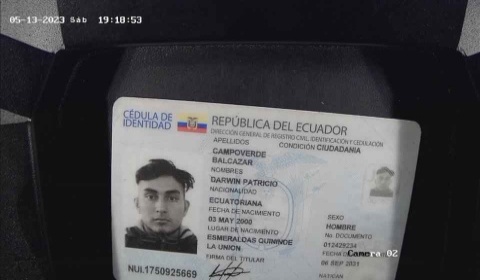 05-13-2023 Sáb 19:18:53
CÉDULA DE
IDENTIDAD
REPÚBLICA DEL ECUADOR
DIRECCIÓN GENERAL DE REGISTRO CIVIL, IDENTIFICACIÓN Y CEDULACIÓN
APELLIDOS
CONDICIÓN CIUDADANÍA
CAMPOVERDE
BALCAZAR
NOMBRES
DARWIN PATRICIO
NACIONALIDAD
ECUATORIANA
FECHA DE NACIMIENTO
03 MAY 2000
LUGAR DE NACIMIENTO
ESMERALDAS QUININDE
LA UNION
FIRMA DEL TITULAR
SEXO
HOMBRE
No. DOCUMENTO
012429234
FECHA DE
06 SEP 2031
NAT/CAN
NUI.1750925669
Camera 02